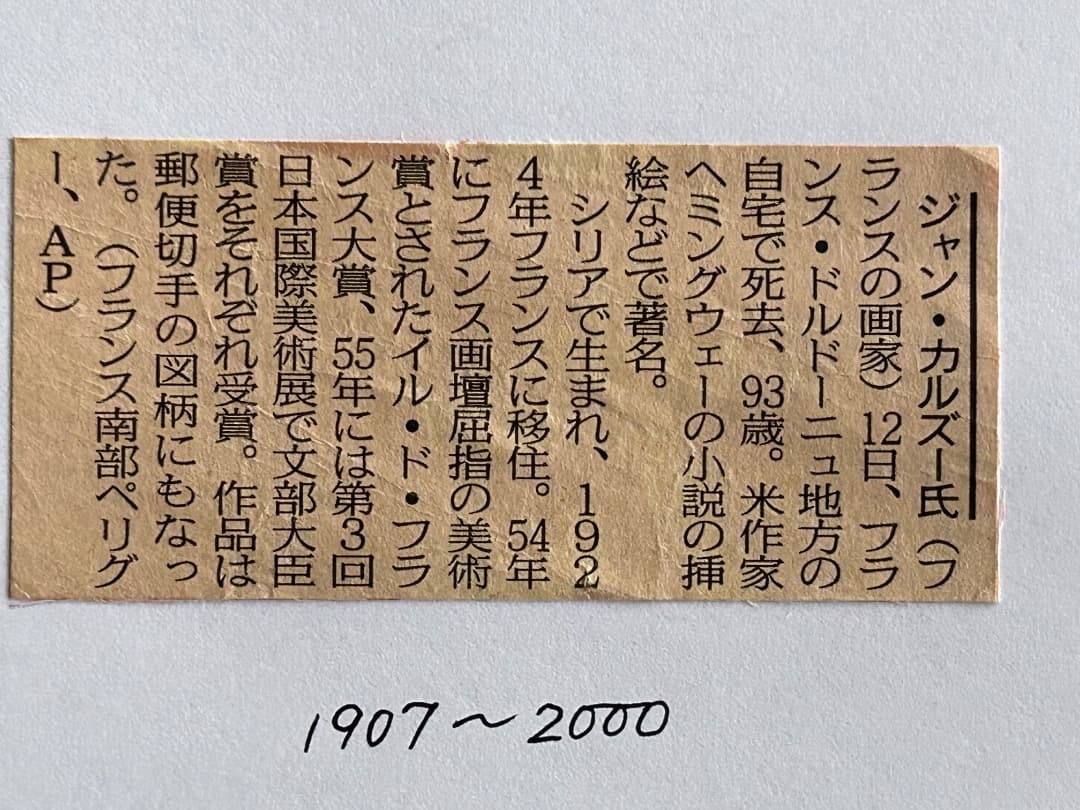 ジャン・カルズー氏（フ
ランスの画家）12日、フラ
ンス・ドルドーニュ地方の
自宅で死去、93歳。米作家
ヘミングウェーの小説の挿
絵などで著名。
シリアで生まれ、192
4年フランスに移住。54年
にフランス画壇屈指の美術
賞とされたイル・ド・フラ
ンス大賞、55年には第3回
日本国際美術展で文部大臣
賞をそれぞれ受賞。作品は
郵便切手の図柄にもなっ
た。（フランス南部ペリグ
ー、AP）
1907〜2000